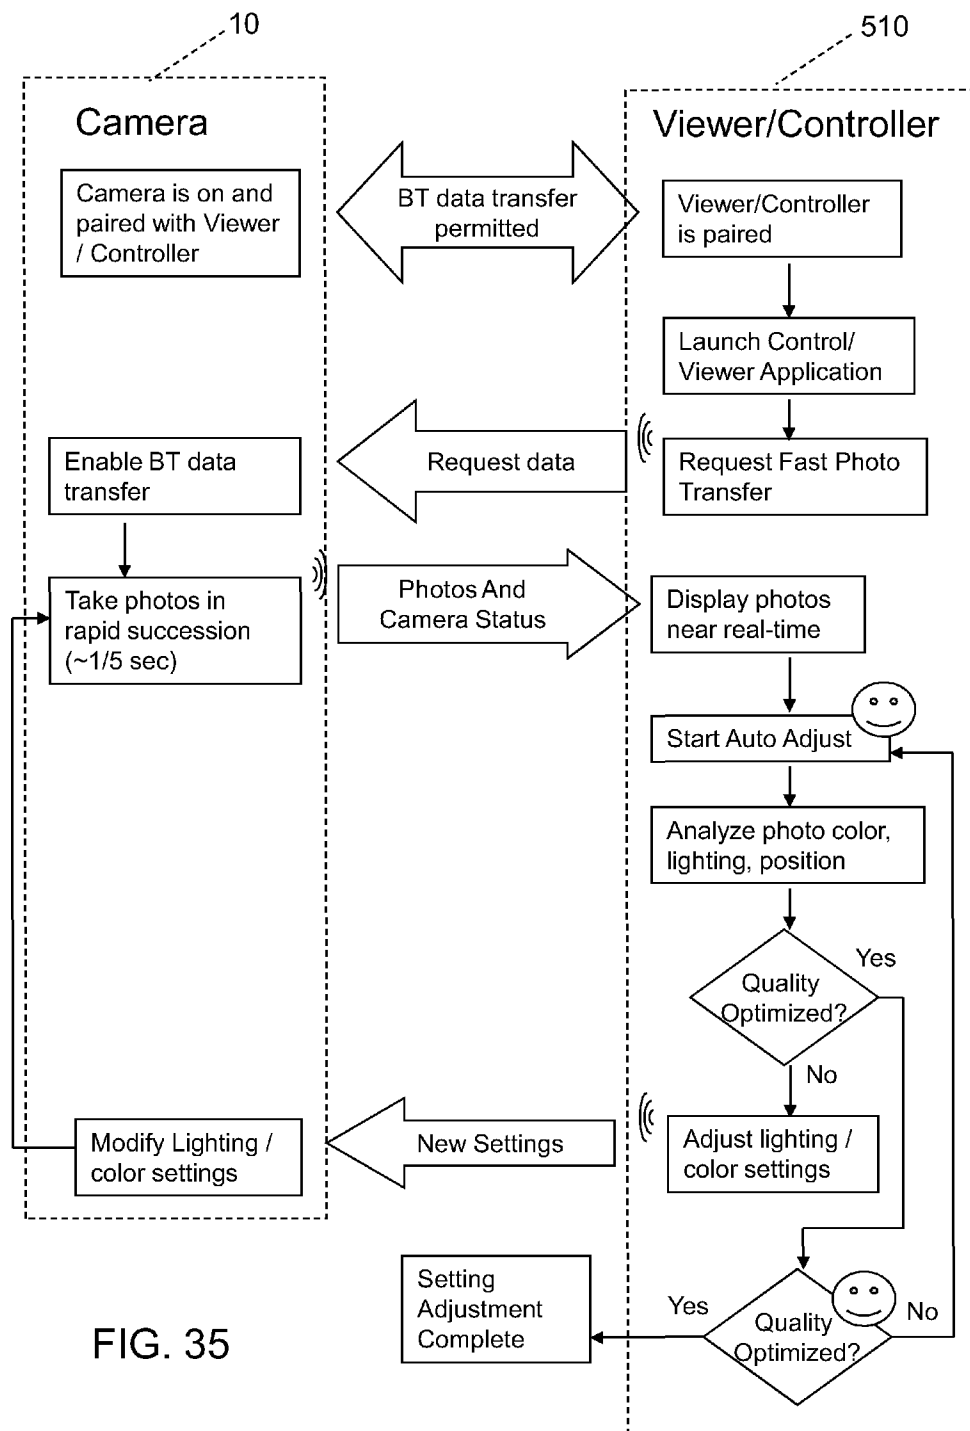 10
510
Camera
Viewer/Controller
Camera is on and
paired with Viewer
/ Controller
BT data transfer
permitted
Viewer/Controller
is paired
Launch Control/
Viewer Application
Enable BT data
transfer
Request data
Request Fast Photo
Transfer
Take photos in
rapid succession
(~1/5 sec)
Photos And
Camera Status
Display photos
near real-time
Start Auto Adjust
Analyze photo color,
lighting, position
Quality
Optimized?
Yes
No
Modify Lighting /
color settings
New Settings
Adjust lighting /
color settings
Setting
Adjustment
Complete
Yes
Quality
Optimized?
No
FIG. 35